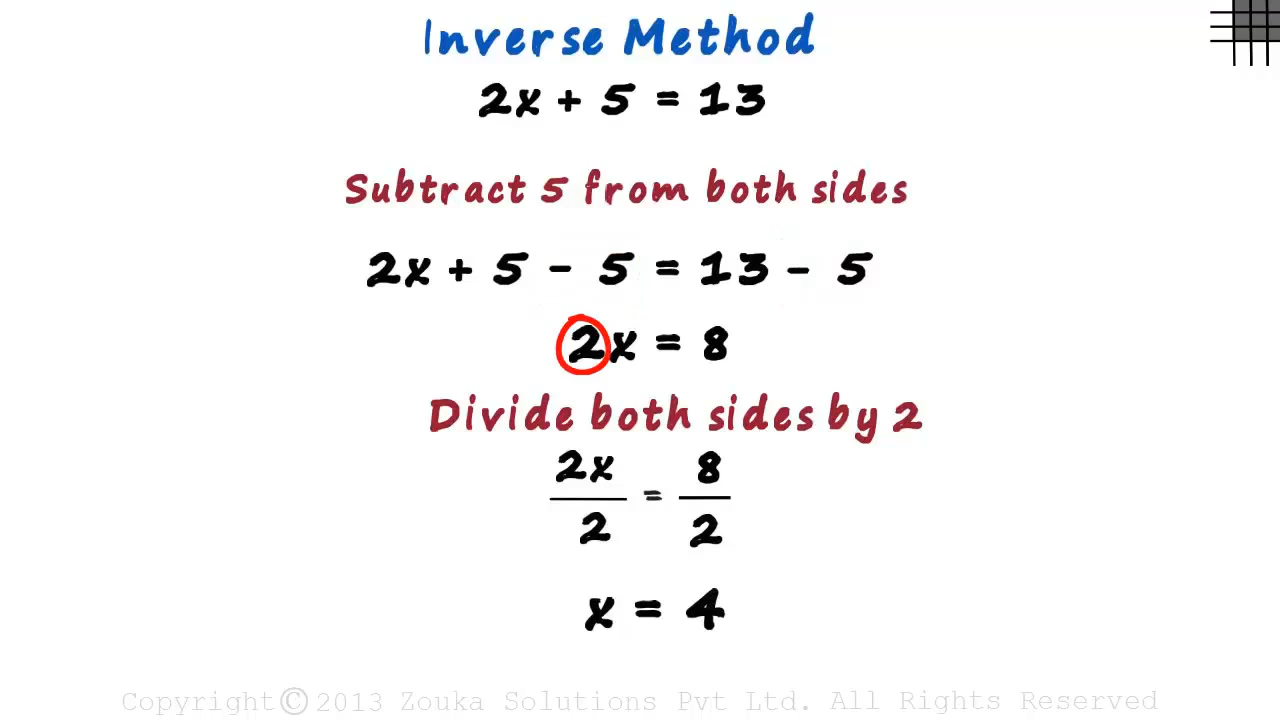 Inverse Method
2x + 5 = 13
Subtract 5 from both sides
2x + 5 - 5 = 13 - 5
2x = 8
Divide both sides by 2
2x/2 = 8/2
x = 4
Copyright© 2013 Zouka Solutions Pvt Ltd. All Rights Reserved